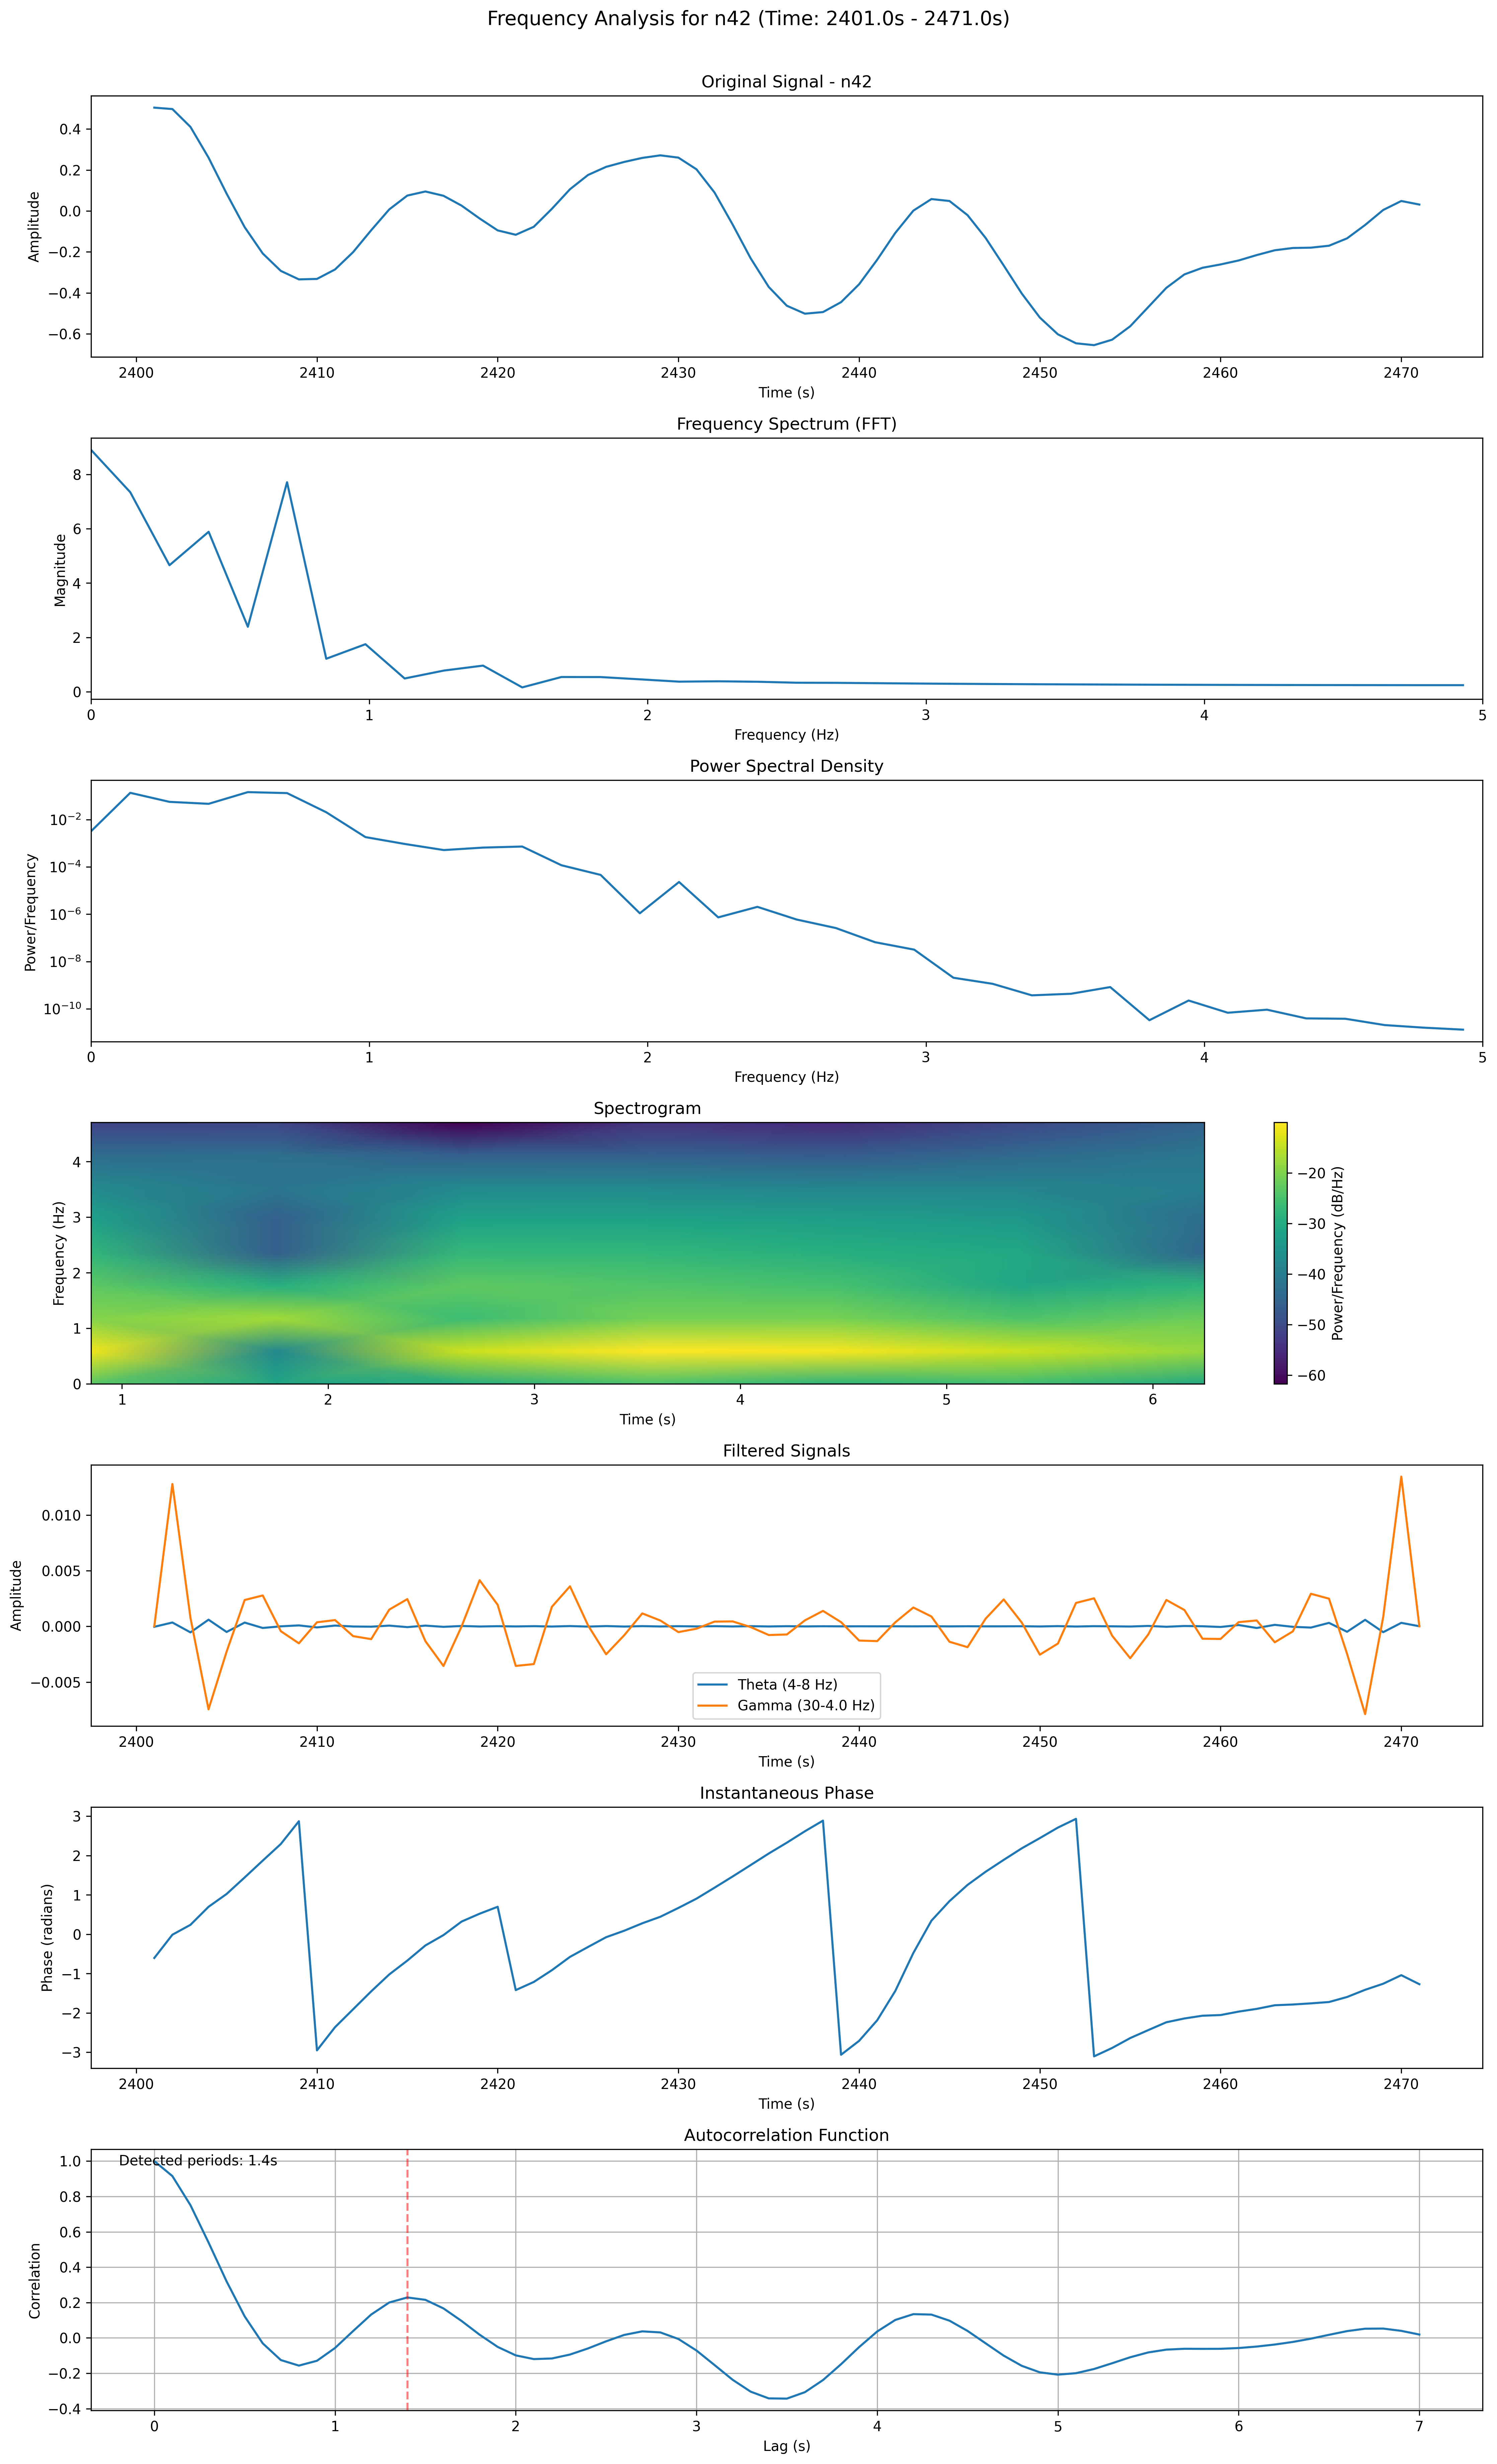 Frequency Analysis for n42 (Time: 2401.0s - 2471.0s)
Original Signal - n42
Amplitude
0.4
0.2
0.0
−0.2
−0.4
−0.6
2400 2410 2420 2430 2440 2450 2460 2470
Time (s)
Frequency Spectrum (FFT)
Magnitude
8
6
4
2
0
0 1 2 3 4 5
Frequency (Hz)
Power Spectral Density
Power/Frequency
10⁻²
10⁻⁴
10⁻⁶
10⁻⁸
10⁻¹⁰
0 1 2 3 4 5
Frequency (Hz)
Spectrogram
Frequency (Hz)
4
3
2
1
0
1 2 3 4 5 6
Time (s)
−20
−30
−40
−50
−60
Power/Frequency (dB/Hz)
Filtered Signals
Amplitude
0.010
0.005
0.000
−0.005
Theta (4-8 Hz)
Gamma (30-4.0 Hz)
2400 2410 2420 2430 2440 2450 2460 2470
Time (s)
Instantaneous Phase
Phase (radians)
3
2
1
0
−1
−2
−3
2400 2410 2420 2430 2440 2450 2460 2470
Time (s)
Autocorrelation Function
Detected periods: 1.4s
Correlation
1.0
0.8
0.6
0.4
0.2
0.0
−0.2
−0.4
0 1 2 3 4 5 6 7
Lag (s)